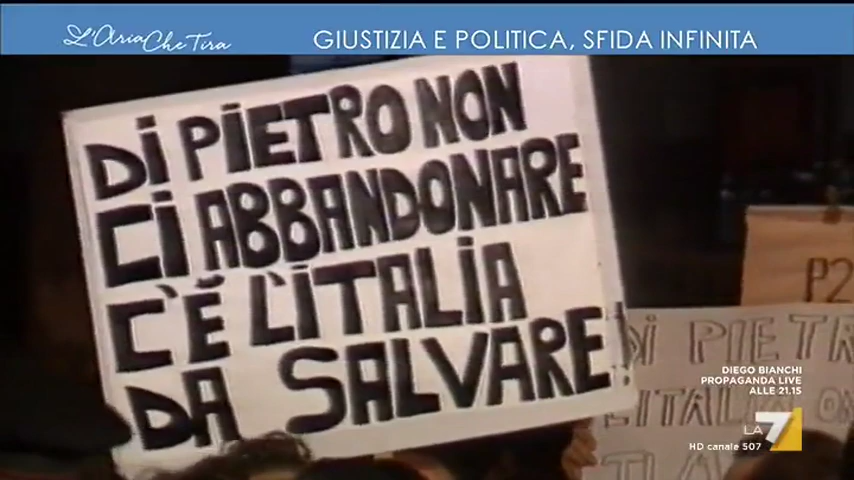 L'Aria Che Tira
GIUSTIZIA E POLITICA, SFIDA INFINITA
DI PIETRO NON
CI ABBANDONARE
C'É L'ITALIA
DA SALVARE
P2
DI PIETR
L'ITALIA
DIEGO BIANCHI
PROPAGANDA LIVE
ALLE 21.15
LA7
HD canale 507